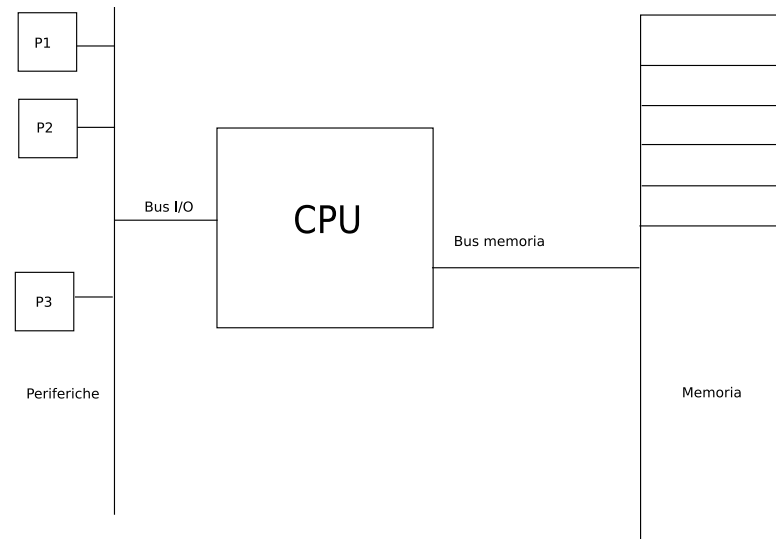 P1
P2
Bus I/O
CPU
Bus memoria
P3
Periferiche
Memoria